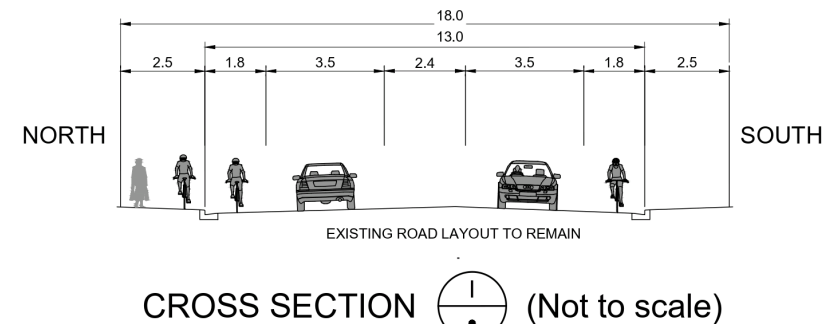 18.0
13.0
2.5 1.8 3.5 2.4 3.5 1.8 2.5
NORTH SOUTH
EXISTING ROAD LAYOUT TO REMAIN
CROSS SECTION (Not to scale)